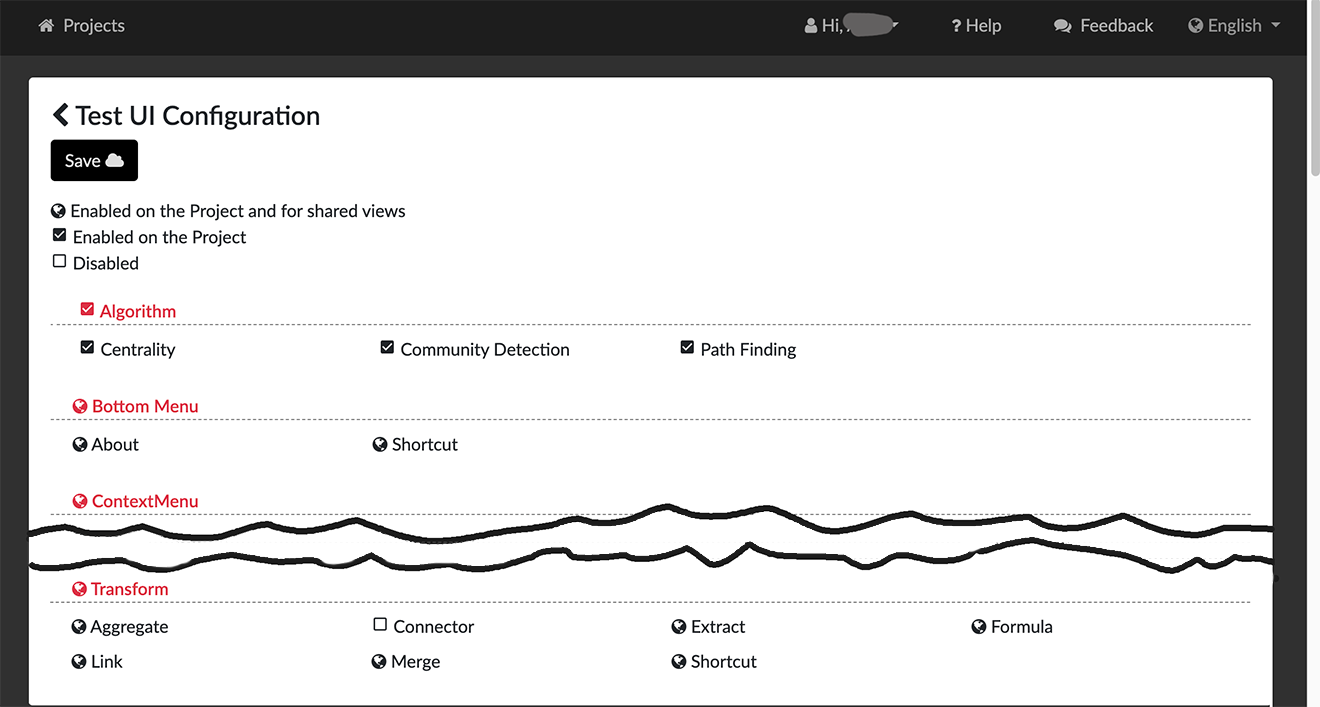 Projects Hi, Help Feedback English
Test UI Configuration
Save
Enabled on the Project and for shared views
Enabled on the Project
Disabled
Algorithm
Centrality Community Detection Path Finding
Bottom Menu
About Shortcut
ContextMenu
Transform
Aggregate Connector Extract Formula
Link Merge Shortcut